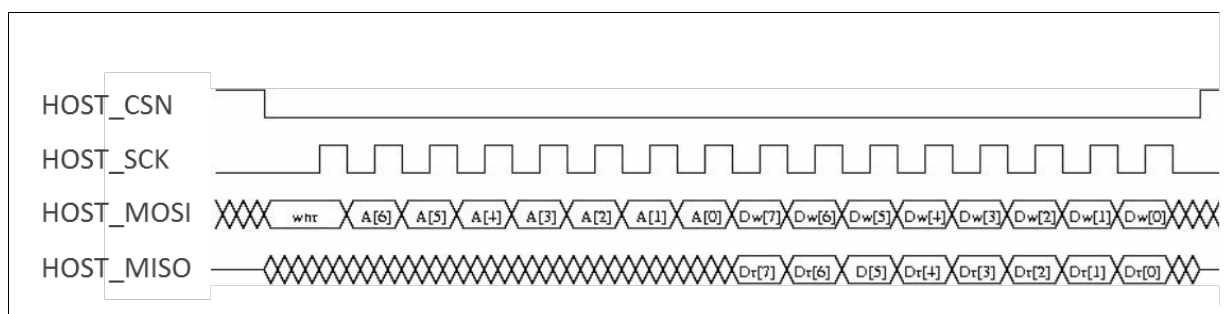 HOST_CSN
HOST_SCK
HOST_MOSI whr A[6] A[5] A[4] A[3] A[2] A[1] A[0] Dw[7] Dw[6] Dw[5] Dw[4] Dw[3] Dw[2] Dw[1] Dw[0]
HOST_MISO Dr[7] Dr[6] D[5] Dr[4] Dr[3] Dr[2] Dr[1] Dr[0]